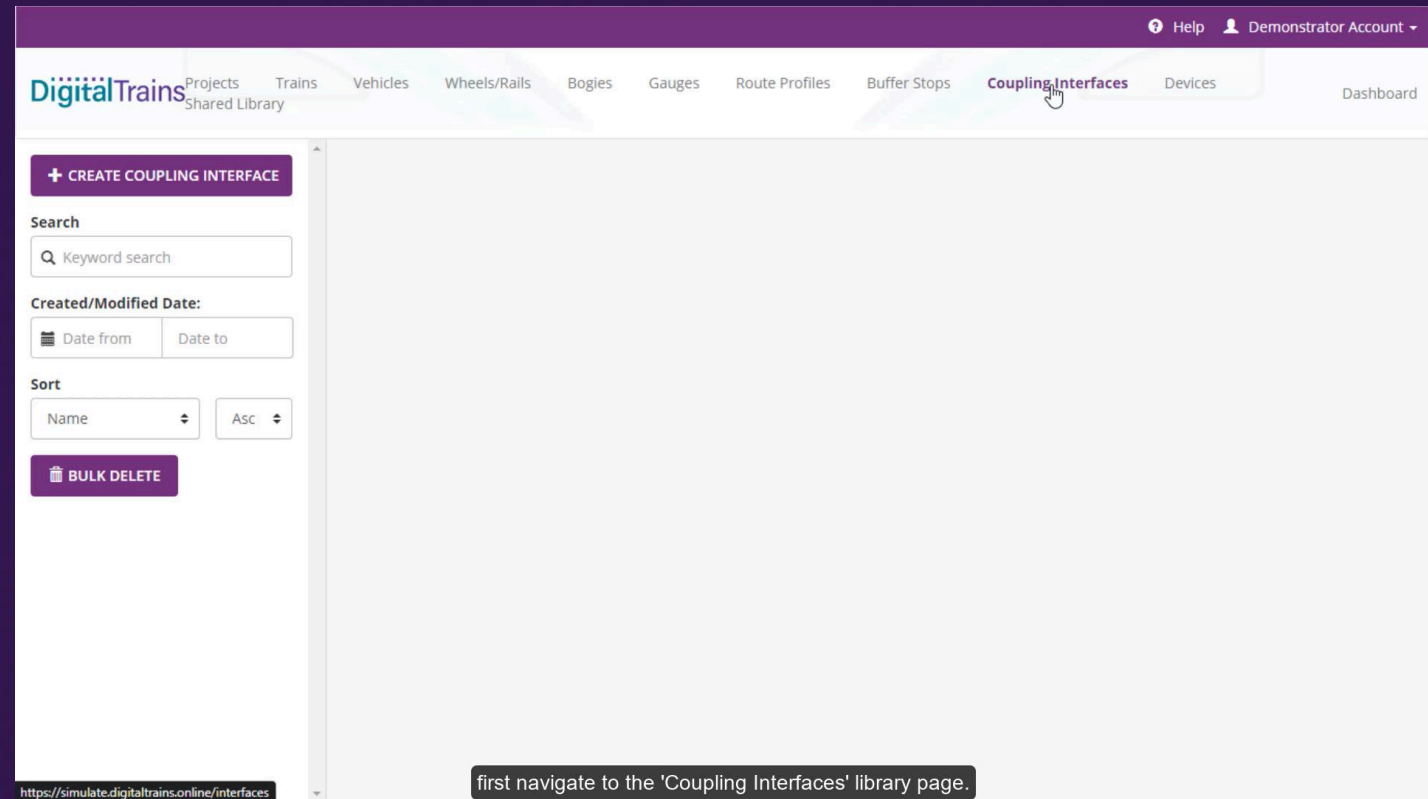 Help Demonstrator Account
DigitalTrains Projects Trains Vehicles Wheels/Rails Bogies Gauges Route Profiles Buffer Stops Coupling Interfaces Devices Dashboard
Shared Library
+ CREATE COUPLING INTERFACE
Search
Keyword search
Created/Modified Date:
Date from Date to
Sort
Name Asc
BULK DELETE
first navigate to the 'Coupling Interfaces' library page.
https://simulate.digitaltrains.online/interfaces